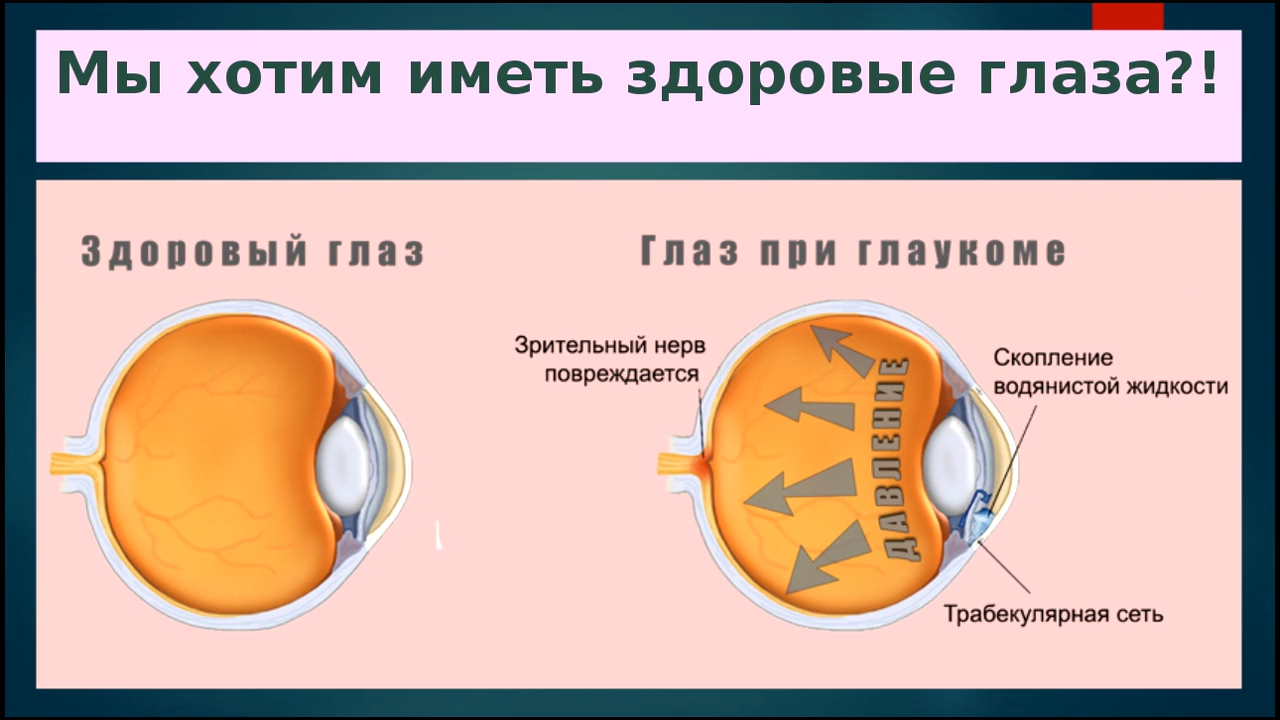 Мы хотим иметь здоровые глаза?!
Здоровый глаз
Глаз при глаукоме
Зрительный нерв
повреждается
ДАВЛЕНИЕ
Скопление
водянистой жидкости
Трабекулярная сеть